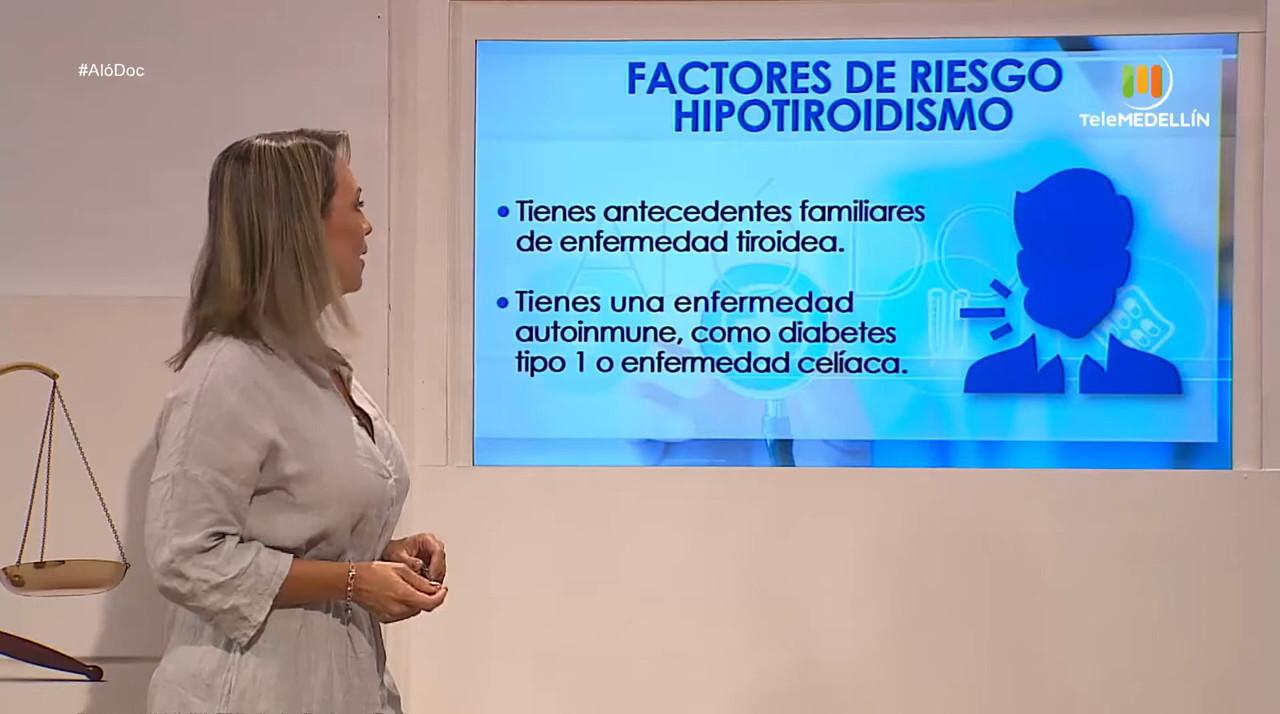 #AlóDoc
FACTORES DE RIESGO
HIPOTIROIDISMO
TeleMEDELLÍN
• Tienes antecedentes familiares
de enfermedad tiroidea.
• Tienes una enfermedad
autoinmune, como diabetes
tipo 1 o enfermedad celíaca.
ALÓDOC